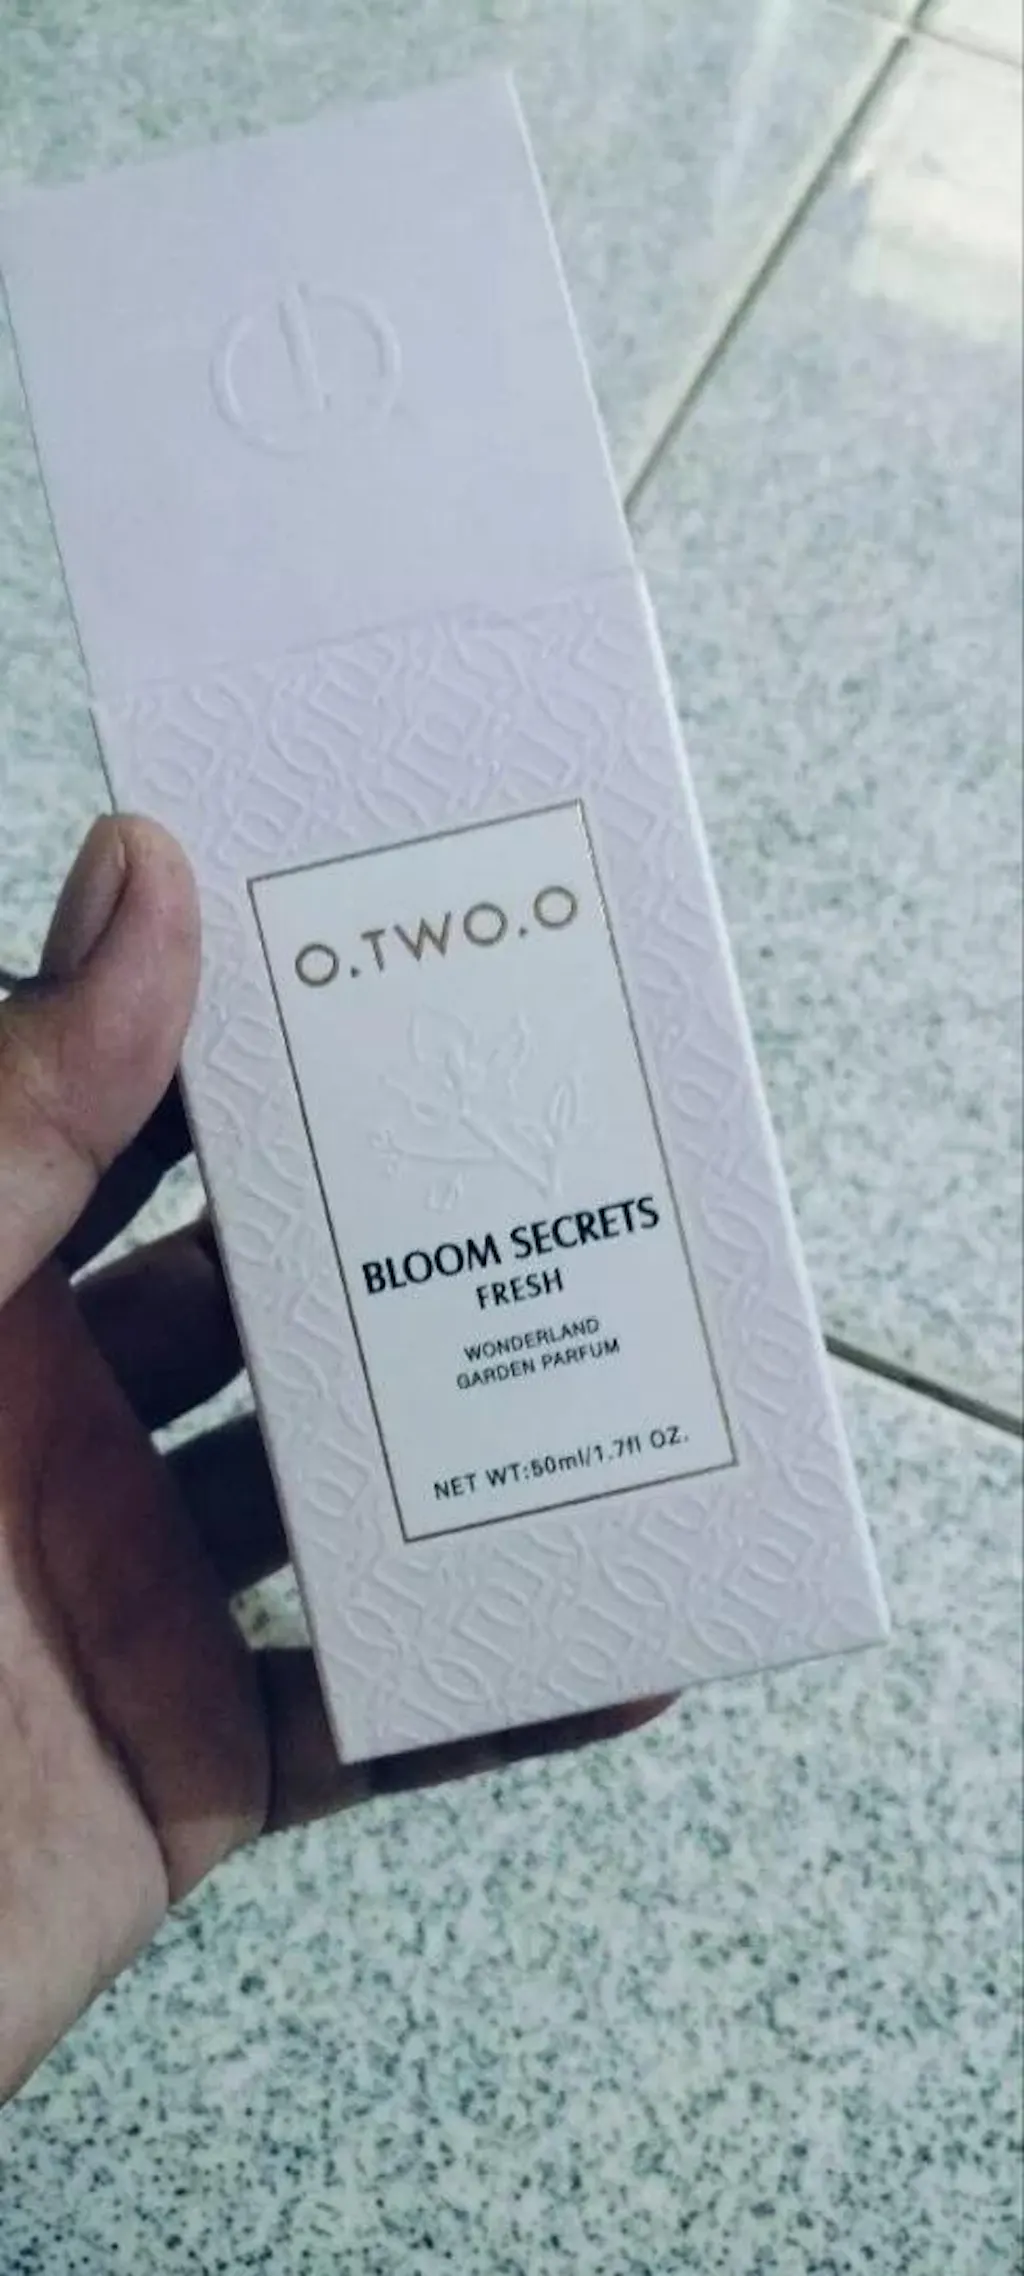 O.TWO.O
BLOOM SECRETS
FRESH
WONDERLAND
GARDEN PARFUM
NET WT:50ml/1.7fl OZ.